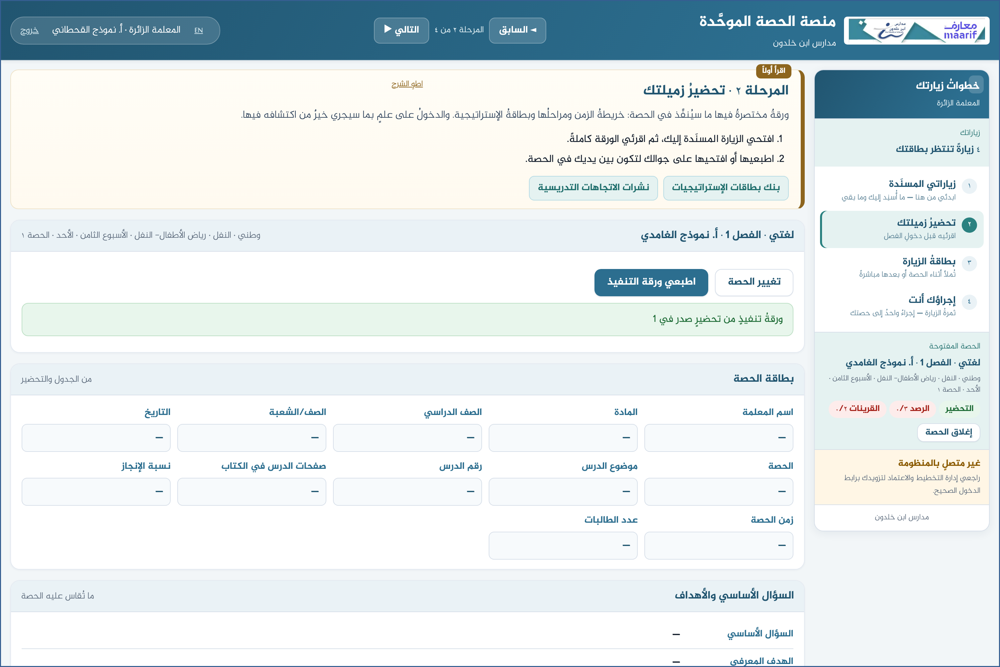 معارف
maarif
مدارس
ابن خلدون
Ibn Khaldun Schools
منصة الحصة الموحَّدة
مدارس ابن خلدون
◄ السابق
المرحلة ٢ من ٤
التالي ◀
EN
المعلمة الزائرة · أ. نموذج القحطاني
خروج
خطواتُ زيارتك
المعلمة الزائرة
زياراتك
٤ زيارةً تنتظر بطاقتك
١
زياراتي المسنَدة
ابدئي من هنا — ما أُسنِد إليك وما بقي
٢
تحضيرُ زميلتك
اقرئيه قبل دخولِ الفصل
٣
بطاقةُ الزيارة
تُملأ أثناء الحصة أو بعدها مباشرةً
٤
إجراؤك أنت
ثمرةُ الزيارة — إجراءٌ واحدٌ إلى حصتك
الحصة المفتوحة
لغتي · الفصل 1 · أ. نموذج الغامدي
وطني · النفل · رياض الأطفال– النفل · الأسبوع الثامن ·
الأحد · الحصة ١
التحضير
الرصد ٠/٣
القرينات ٠/٢
إغلاق الحصة
غير متصلٍ بالمنظومة
راجعي إدارة التخطيط والاعتماد لتزويدك برابط
الدخول الصحيح.
مدارس ابن خلدون
اقرأ أولاً
المرحلة ٢ · تحضيرُ زميلتك
اطوِ الشرح
ورقةٌ مختصرةٌ فيها ما سيُنفَّذ في الحصة: خريطةُ الزمن ومراحلُها وبطاقةُ الإستراتيجية. والدخولُ على علمٍ بما سيجري خيرٌ من اكتشافه فيها.
1. افتحي الزيارة المسنَدة إليك، ثم اقرئي الورقة كاملةً.
2. اطبعيها أو افتحيها على جوالك لتكون بين يديك في الحصة.
بنك بطاقات الإستراتيجيات
نشرات الاتجاهات التدريسية
لغتي · الفصل 1 · أ. نموذج الغامدي
وطني · النفل · رياض الأطفال– النفل · الأسبوع الثامن · الأحد · الحصة ١
تغيير الحصة
اطبعي ورقة التنفيذ
ورقةُ تنفيذٍ من تحضيرٍ صدر في 1
بطاقة الحصة
من الجدول والتحضير
اسم المعلمة
المادة
الصف الدراسي
الصف/الشعبة
التاريخ
—
—
—
—
—
الحصة
موضوع الدرس
رقم الدرس
صفحات الدرس في الكتاب
نسبة الإنجاز
—
—
—
—
—
زمن الحصة
عدد الطالبات
—
—
السؤال الأساسي والأهداف
ما تُقاس عليه الحصة
السؤال الأساسي
—
الهدف المعرفي
—